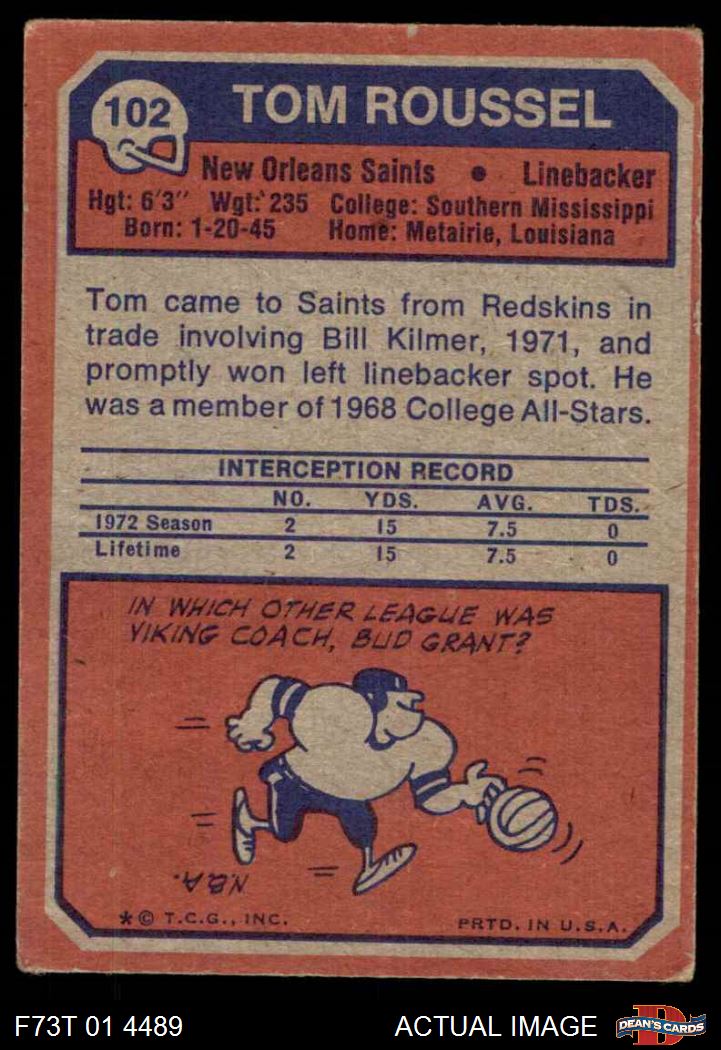 102
TOM ROUSSEL
New Orleans Saints • Linebacker
Hgt: 6'3" Wgt: 235 College: Southern Mississippi
Born: 1-20-45 Home: Metairie, Louisiana
Tom came to Saints from Redskins in
trade involving Bill Kilmer, 1971, and
promptly won left linebacker spot. He
was a member of 1968 College All-Stars.
INTERCEPTION RECORD
NO. YDS. AVG. TDS.
1972 Season 2 15 7.5 0
Lifetime 2 15 7.5 0
IN WHICH OTHER LEAGUE WAS
VIKING COACH, BUD GRANT?
N.B.A.
* © T.C.G., INC. PRTD. IN U.S.A.
F73T 01 4489 ACTUAL IMAGE
D
DEAN'S CARDS